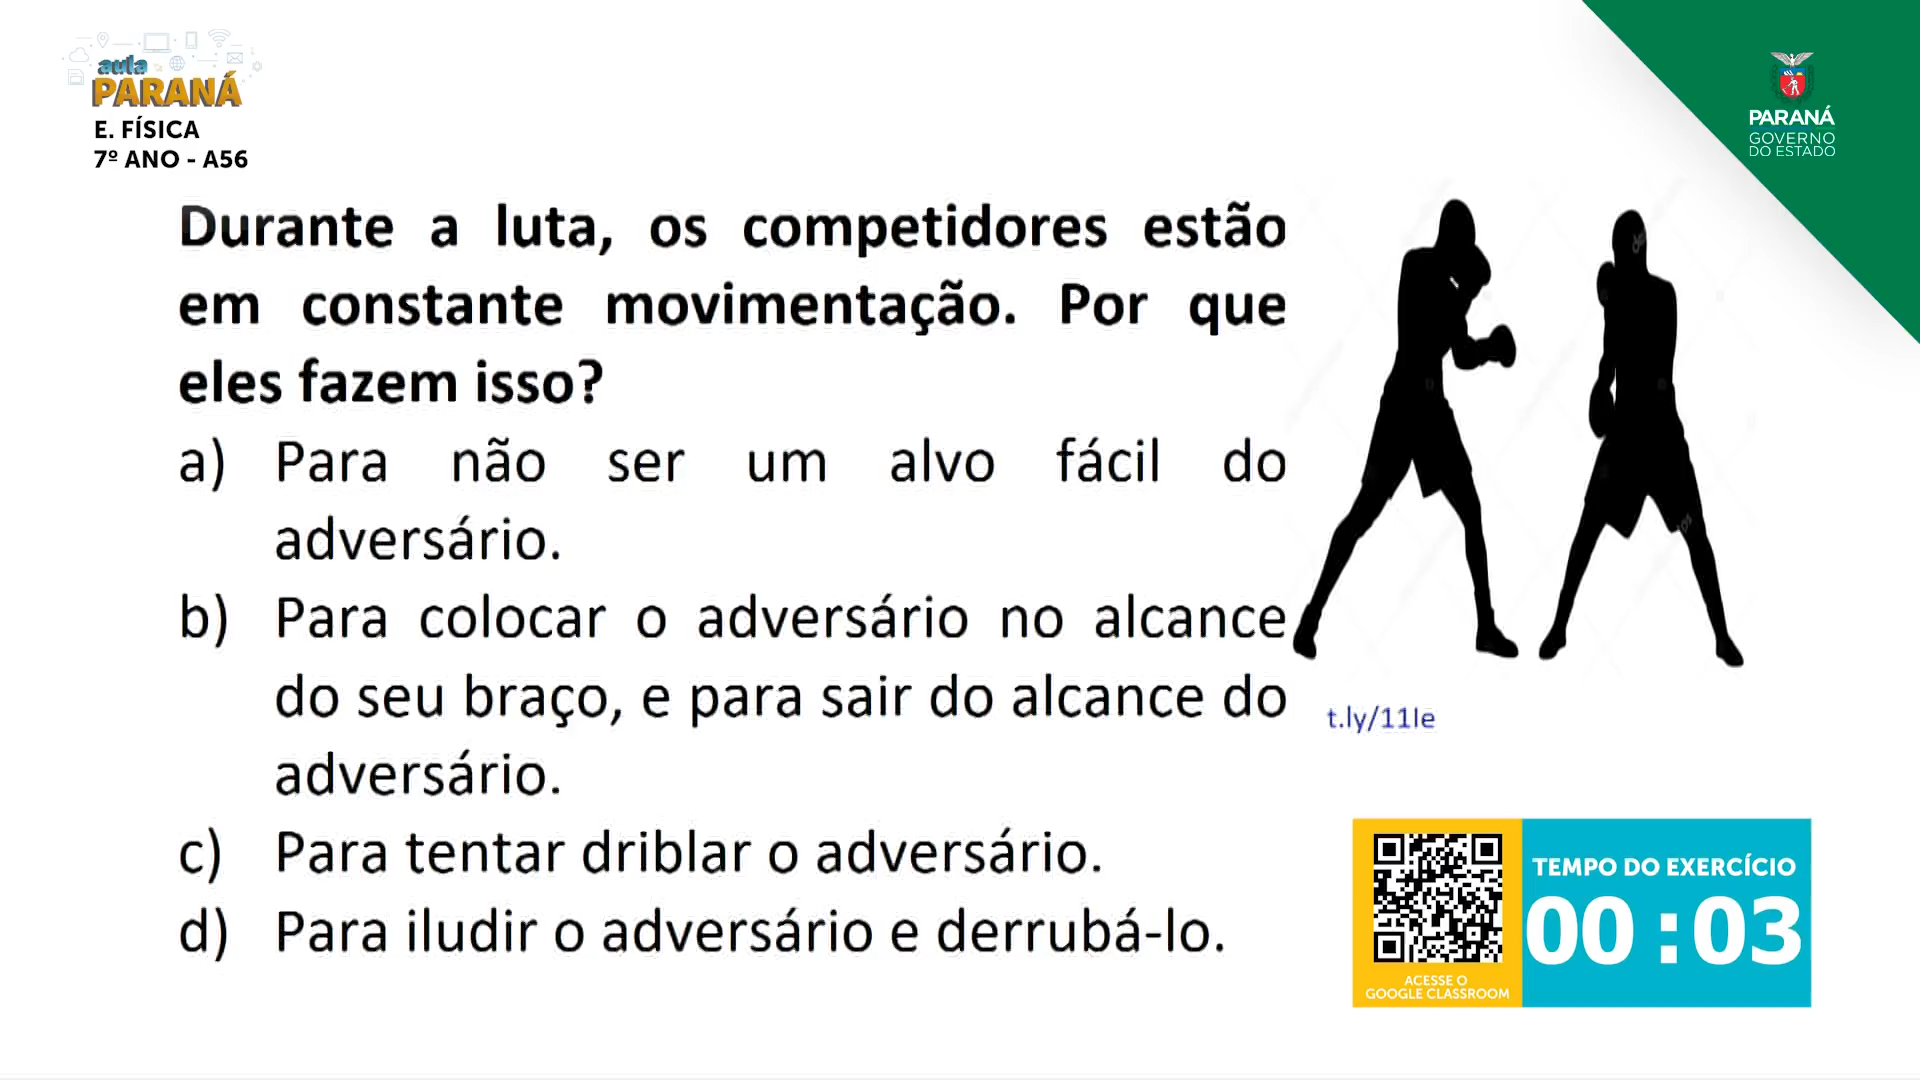 aula
PARANÁ
E. FÍSICA
7º ANO - A56
PARANÁ
GOVERNO
DO ESTADO
Durante a luta, os competidores estão
em constante movimentação. Por que
eles fazem isso?
a) Para não ser um alvo fácil do
adversário.
b) Para colocar o adversário no alcance
do seu braço, e para sair do alcance do
adversário.
c) Para tentar driblar o adversário.
d) Para iludir o adversário e derrubá-lo.
t.ly/11Ie
TEMPO DO EXERCÍCIO
00:03
ACESSE O
GOOGLE CLASSROOM